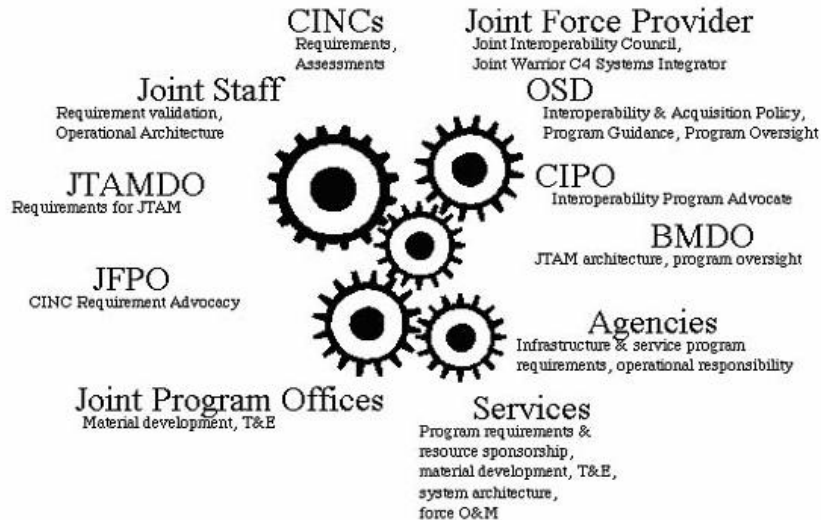 CINCs
Requirements,
Assessments
Joint Force Provider
Joint Interoperability Council,
Joint Warrior C4 Systems Integrator
Joint Staff
Requirement validation,
Operational Architecture
OSD
Interoperability & Acquisition Policy,
Program Guidance, Program Oversight
JTAMDO
Requirements for JTAM
CIPO
Interoperability Program Advocate
BMDO
JTAM architecture, program oversight
JFPO
CINC Requirement Advocacy
Agencies
Infrastructure & service program
requirements, operational responsibility
Joint Program Offices
Material development, T&E
Services
Program requirements &
resource sponsorship,
material development, T&E,
system architecture,
force O&M